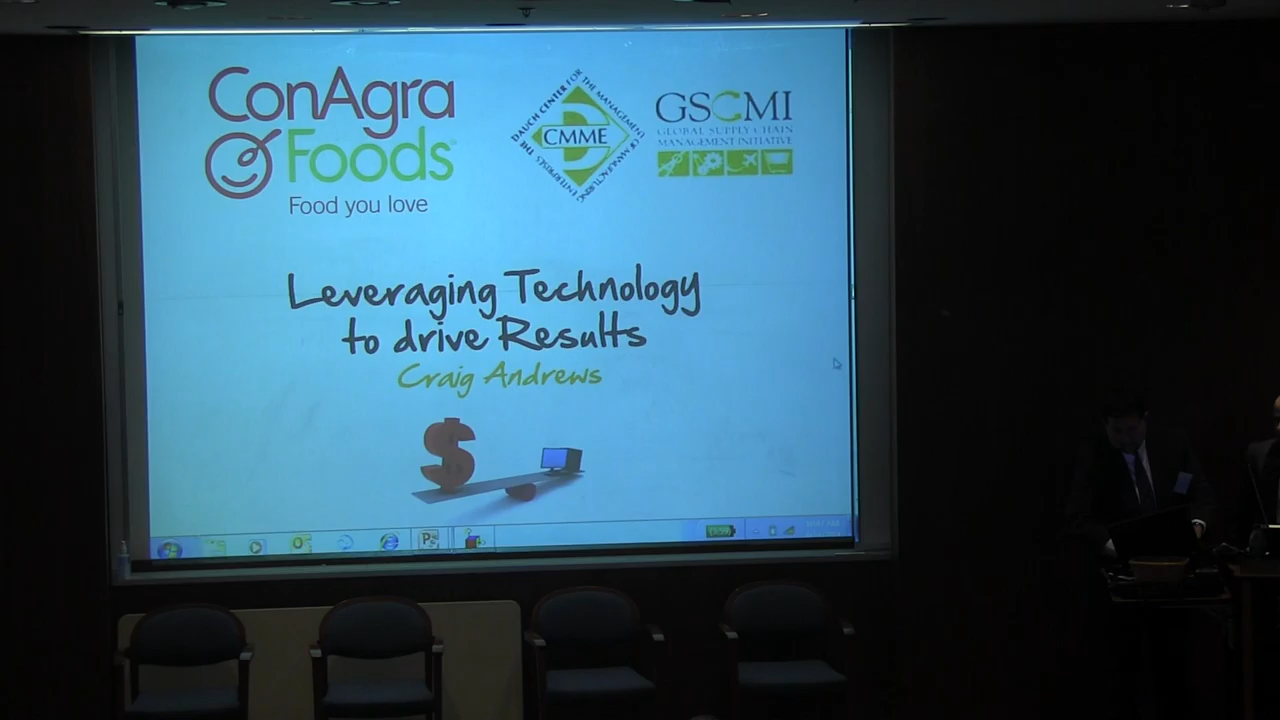 ConAgra
Foods
Food you love
THE DAUCH CENTER FOR THE MANAGEMENT OF MANUFACTURING ENTERPRISES
CMME
GSCMI
GLOBAL SUPPLY CHAIN
MANAGEMENT INITIATIVE
Leveraging Technology
to drive Results
Craig Andrews
$